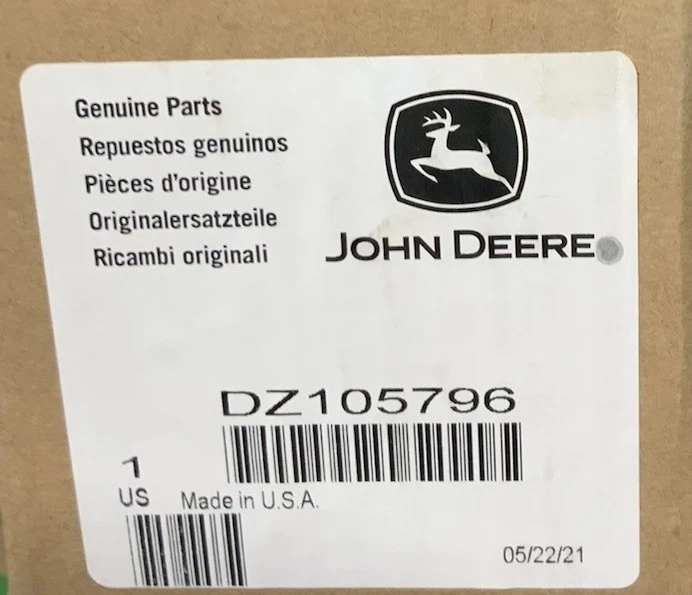 Genuine Parts
Repuestos genuinos
Pièces d'origine
Originalersatzteile
Ricambi originali
JOHN DEERE
DZ105796
1
US Made in U.S.A.
05/22/21